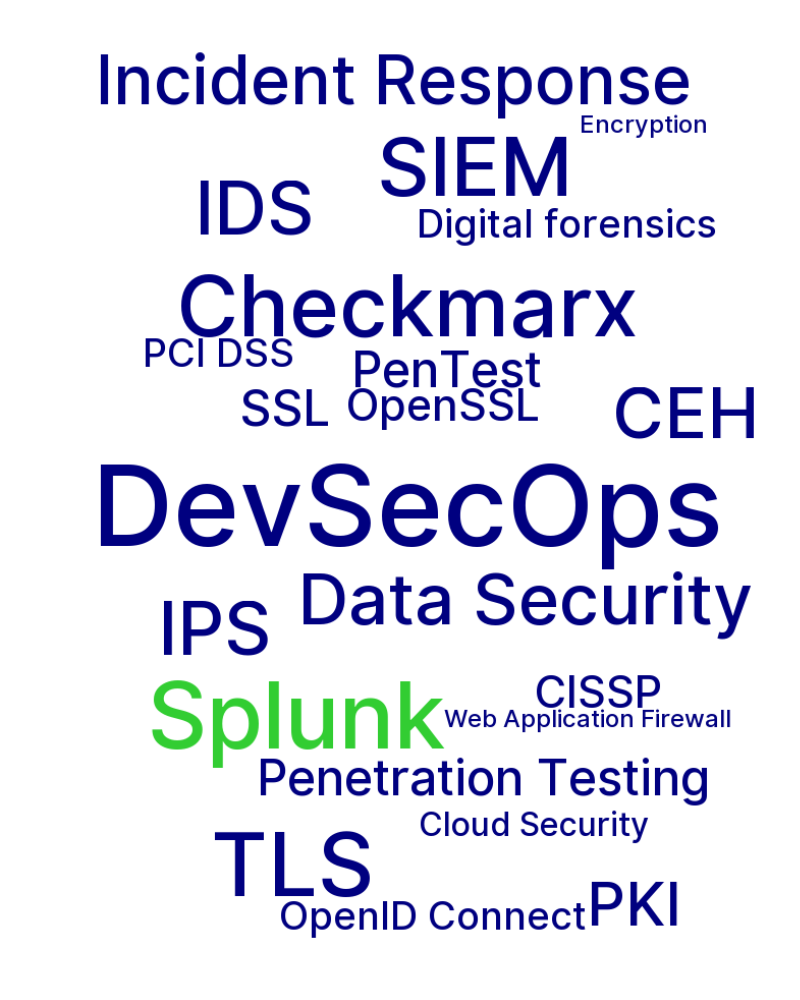 Incident Response
Encryption
SIEM
IDS
Digital forensics
Checkmarx
PCI DSS
PenTest
SSL
OpenSSL
CEH
DevSecOps
Data Security
IPS
Splunk
CISSP
Web Application Firewall
Penetration Testing
Cloud Security
TLS
OpenID Connect
PKI